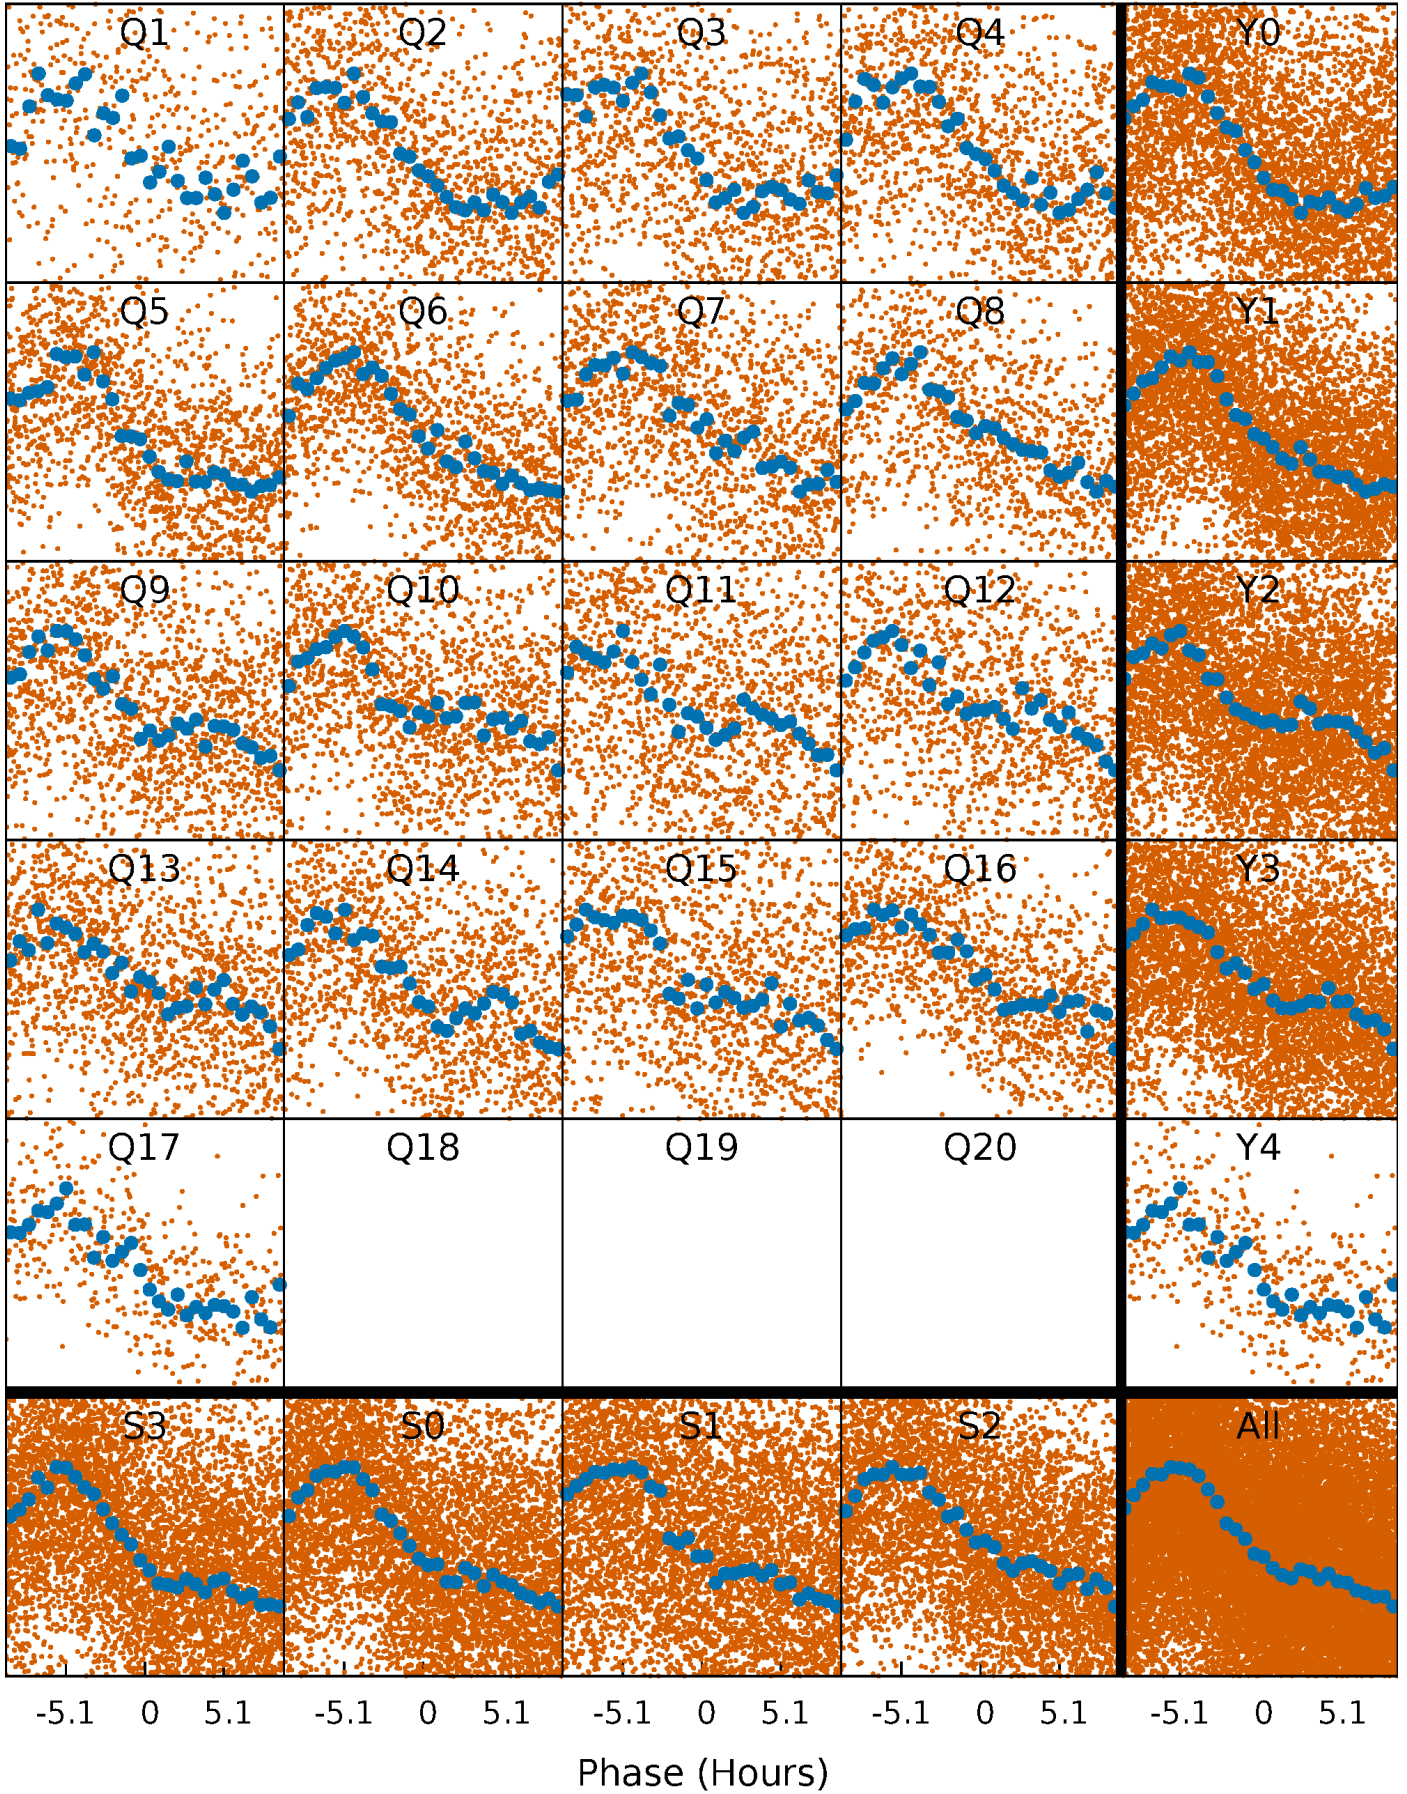 Q1 Q2 Q3 Q4 Y0
Q5 Q6 Q7 Q8 Y1
Q9 Q10 Q11 Q12 Y2
Q13 Q14 Q15 Q16 Y3
Q17 Q18 Q19 Q20 Y4
S3 S0 S1 S2 All
-5.1 0 5.1 -5.1 0 5.1 -5.1 0 5.1 -5.1 0 5.1 -5.1 0 5.1
Phase (Hours)